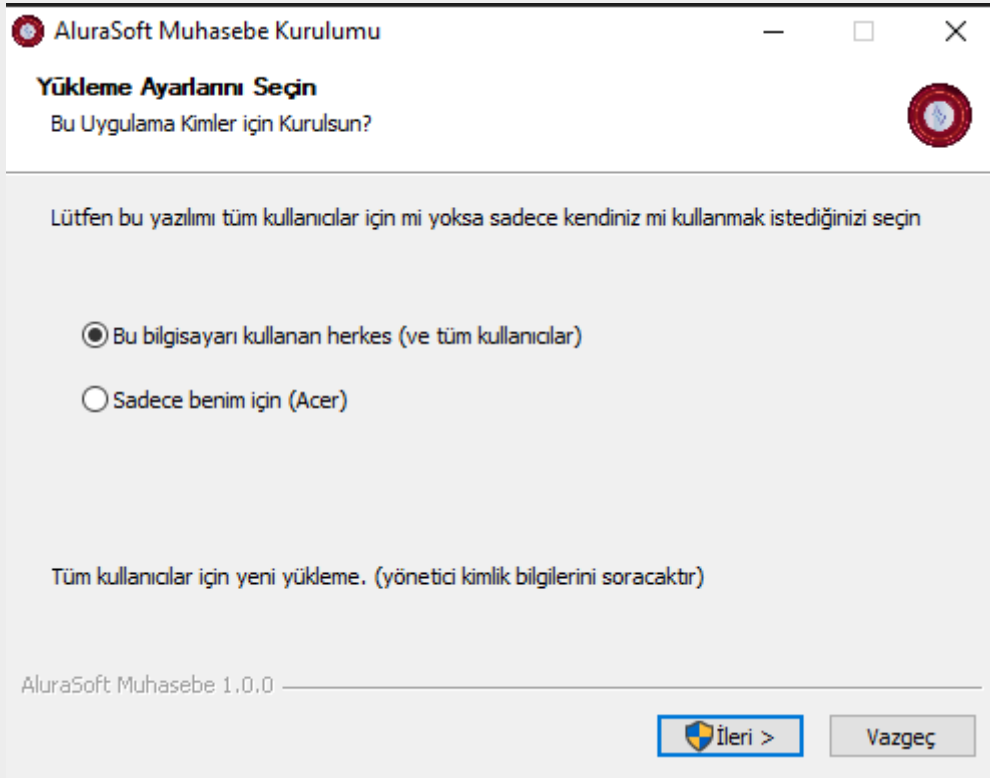 AluraSoft Muhasebe Kurulumu
Yükleme Ayarlarını Seçin
Bu Uygulama Kimler için Kurulsun?
Lütfen bu yazılımı tüm kullanıcılar için mi yoksa sadece kendiniz mi kullanmak istediğinizi seçin
Bu bilgisayarı kullanan herkes (ve tüm kullanıcılar)
Sadece benim için (Acer)
Tüm kullanıcılar için yeni yükleme. (yönetici kimlik bilgilerini soracaktır)
AluraSoft Muhasebe 1.0.0
İleri > Vazgeç